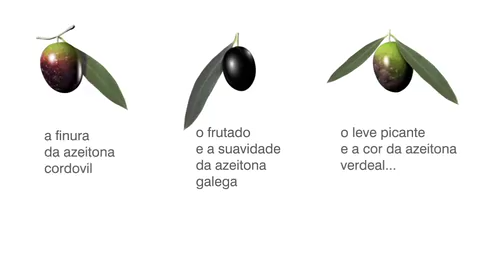 a finura
da azeitona
cordovil
o frutado
e a suavidade
da azeitona
galega
o leve picante
e a cor da azeitona
verdeal...